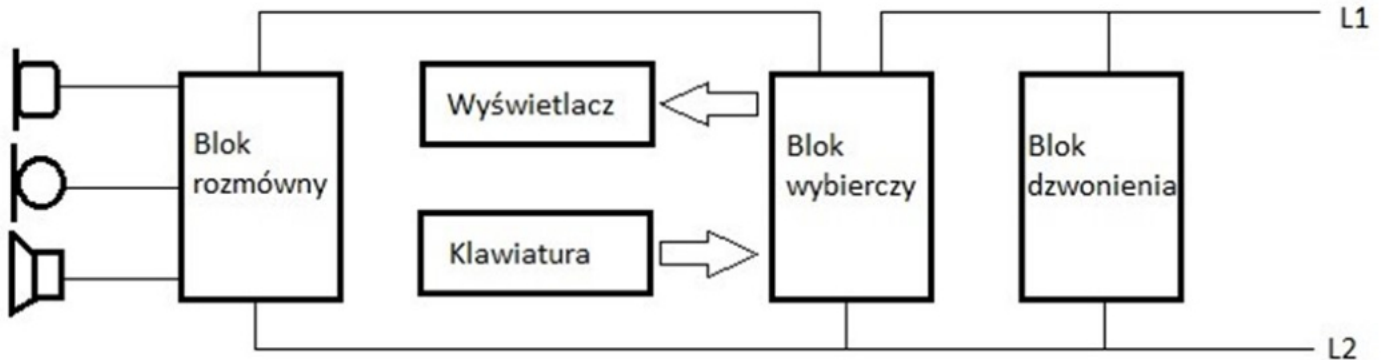 L1
Wyświetlacz
Blok
rozmówny
Blok
wybierczy
Blok
dzwonienia
Klawiatura
L2